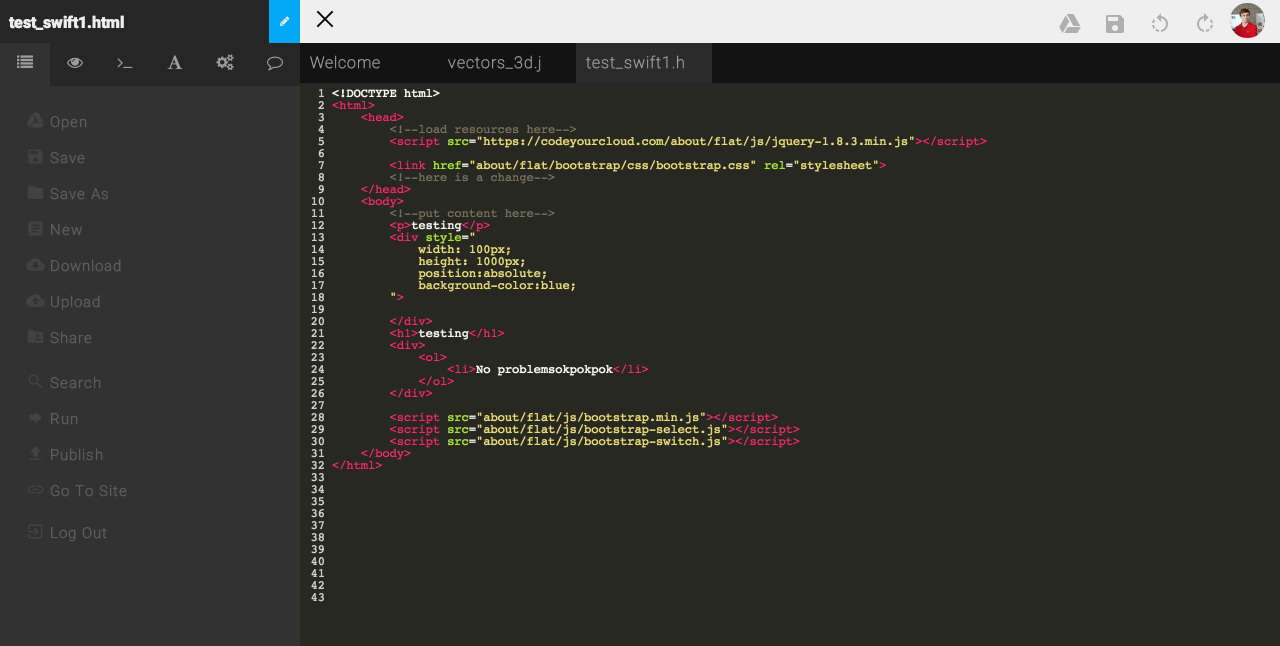 test_swift1.html
Welcome
vectors_3d.j
test_swift1.h
Open
Save
Save As
New
Download
Upload
Share
Search
Run
Publish
Go To Site
Log Out
1 <!DOCTYPE html>
2 <html>
3 <head>
4 <!--load resources here-->
5 <script src="https://codeyourcloud.com/about/flat/js/jquery-1.8.3.min.js"></script>
6
7 <link href="about/flat/bootstrap/css/bootstrap.css" rel="stylesheet">
8 <!--here is a change-->
9 </head>
10 <body>
11 <!--put content here-->
12 <p>testing</p>
13 <div style="
14 width: 100px;
15 height: 1000px;
16 position:absolute;
17 background-color:blue;
18 ">
19
20 </div>
21 <h1>testing</h1>
22 <div>
23 <ol>
24 <li>No problemsokpokpok</li>
25 </ol>
26 </div>
27
28 <script src="about/flat/js/bootstrap.min.js"></script>
29 <script src="about/flat/js/bootstrap-select.js"></script>
30 <script src="about/flat/js/bootstrap-switch.js"></script>
31 </body>
32 </html>
33
34
35
36
37
38
39
40
41
42
43